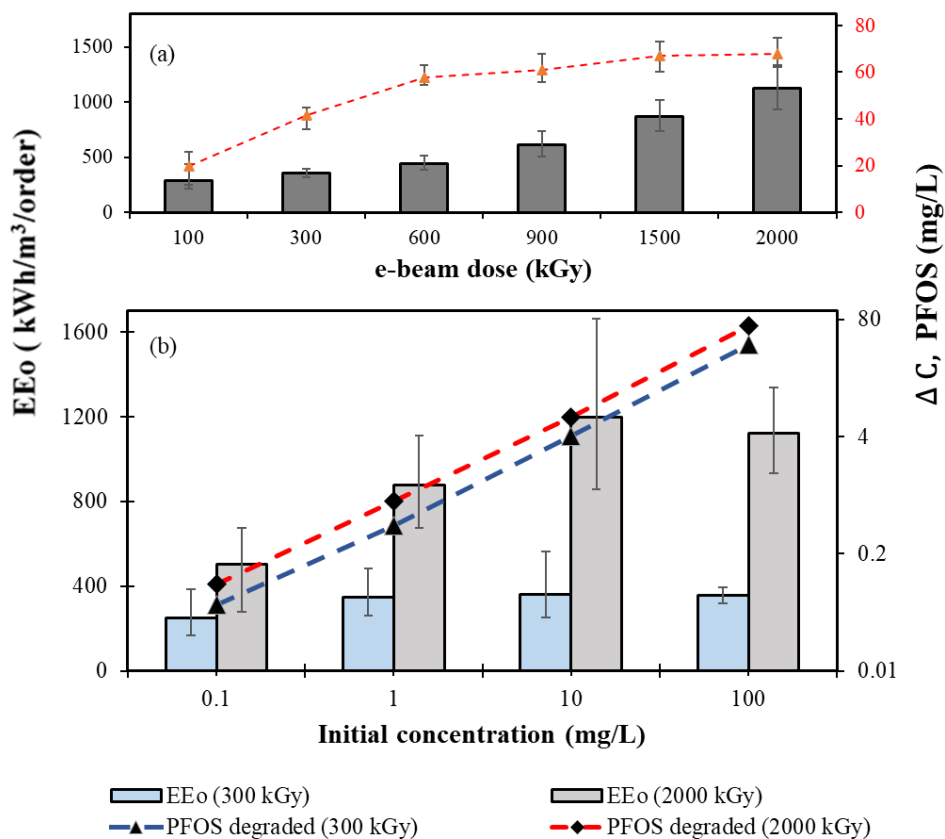 (a)
1500
1000
500
0
80
60
40
20
0
100 300 600 900 1500 2000
e-beam dose (kGy)
EEo ( kWh/m³/order)
Δ C, PFOS (mg/L)
(b)
1600
1200
800
400
0
80
4
0.2
0.01
0.1 1 10 100
Initial concentration (mg/L)
EEo (300 kGy) EEo (2000 kGy)
PFOS degraded (300 kGy) PFOS degraded (2000 kGy)